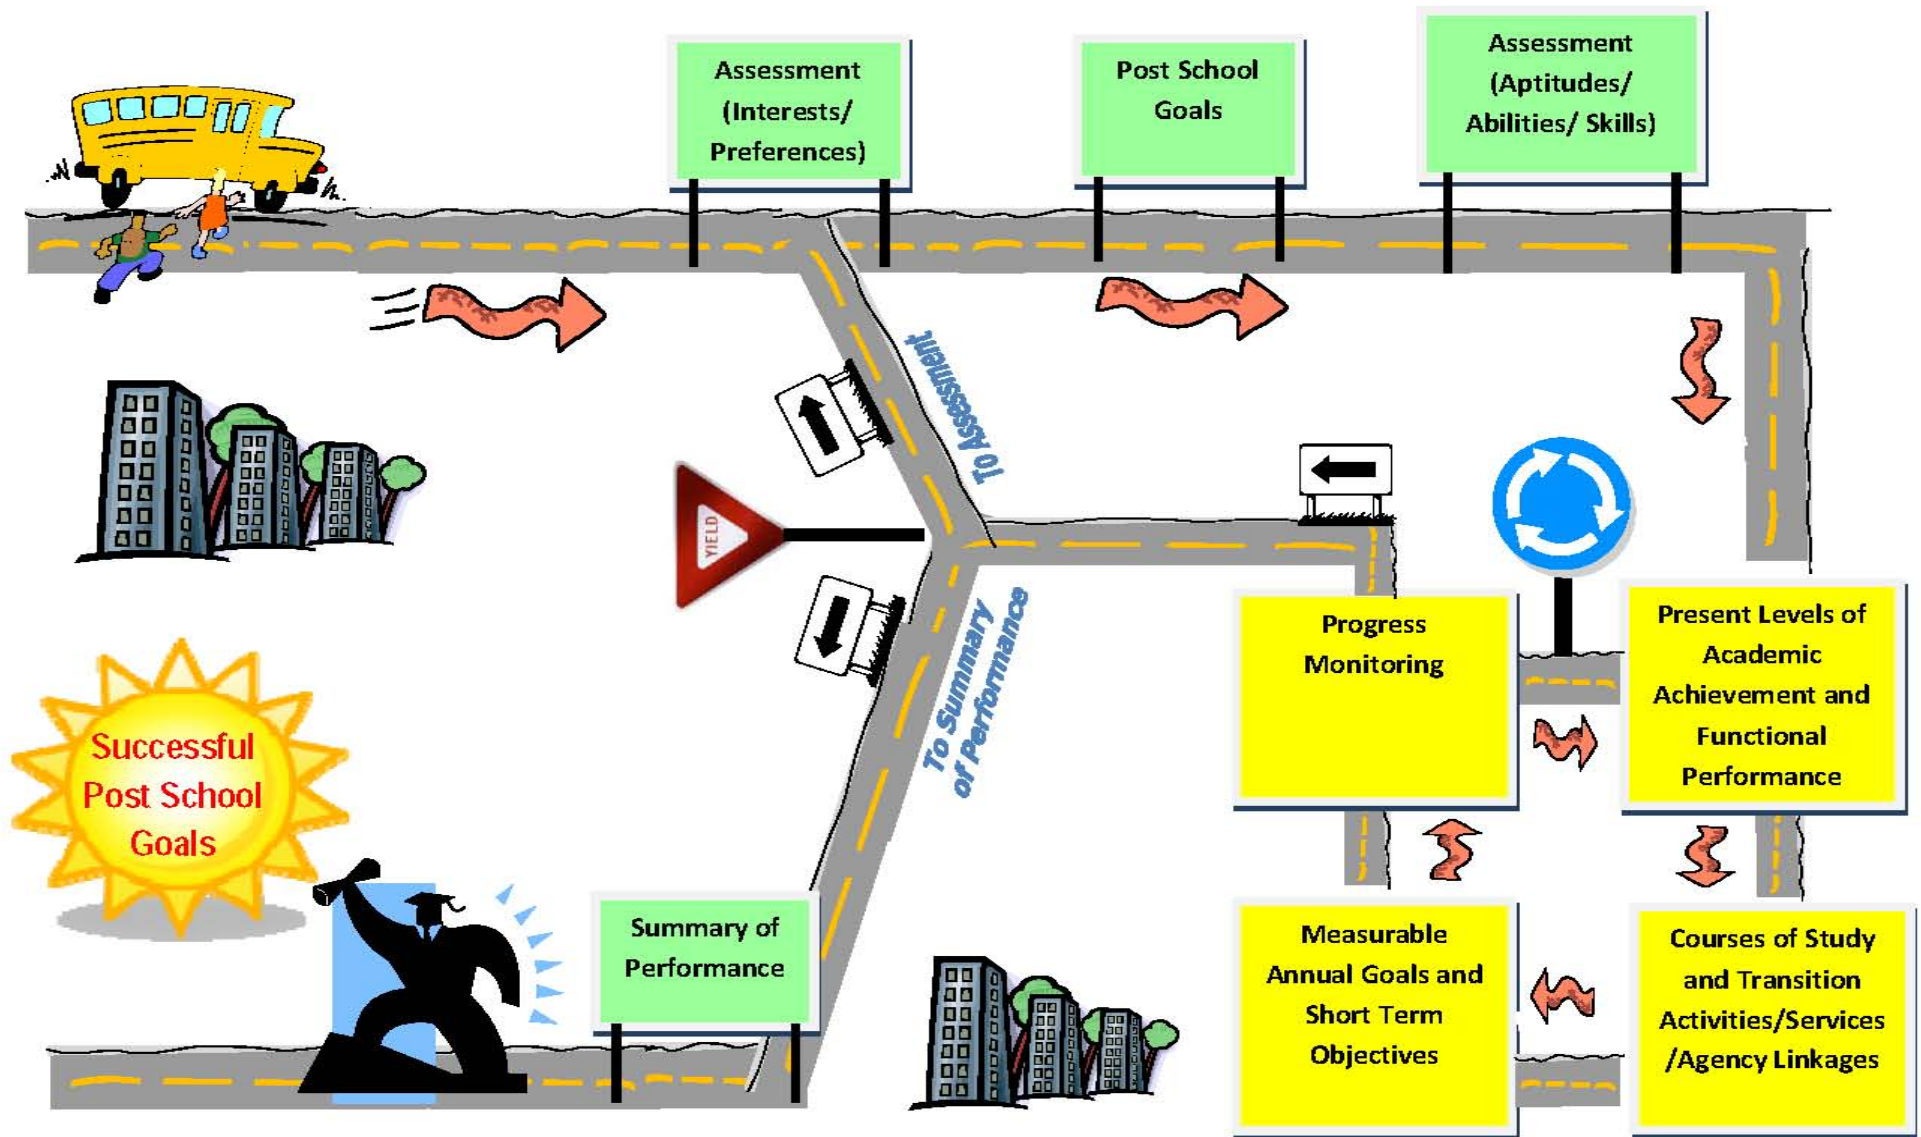 Assessment
(Interests/
Preferences)
Post School
Goals
Assessment
(Aptitudes/
Abilities/ Skills)
To Assessment
YIELD
To Summary
of Performance
Progress
Monitoring
Present Levels of
Academic
Achievement and
Functional
Performance
Successful
Post School
Goals
Summary of
Performance
Measurable
Annual Goals and
Short Term
Objectives
Courses of Study
and Transition
Activities/Services
/Agency Linkages